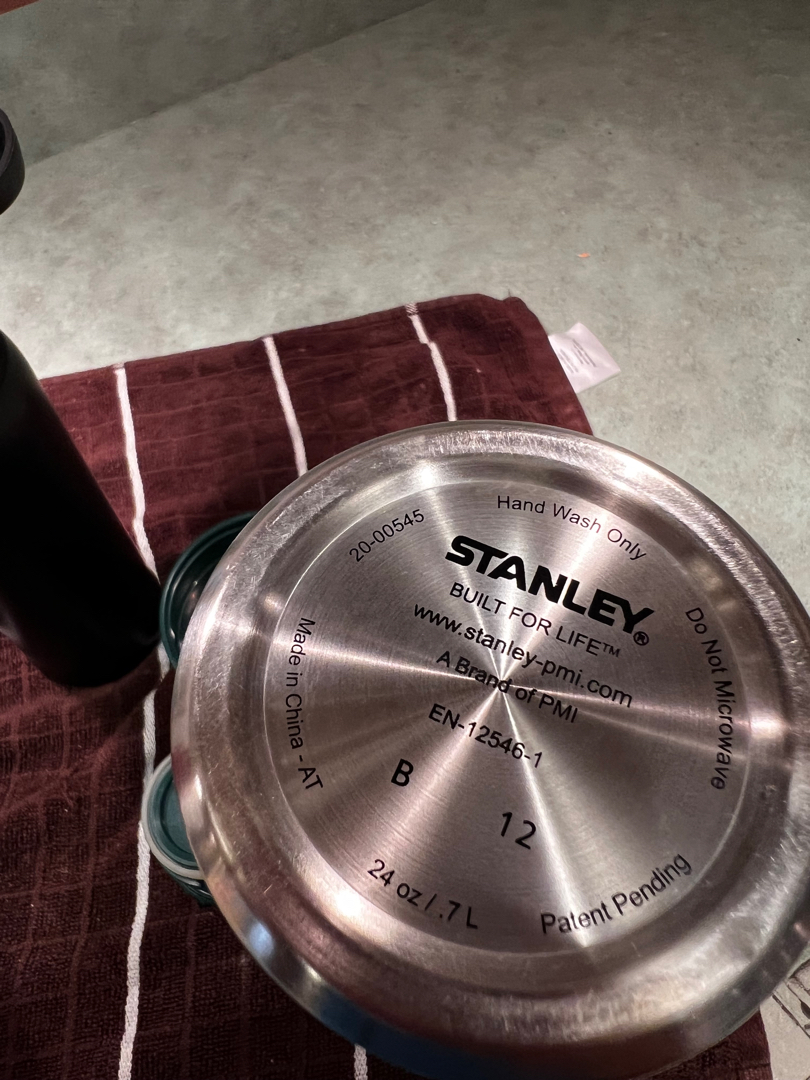 Hand Wash Only
20-00545
STANLEY®
BUILT FOR LIFE™
www.stanley-pmi.com
A Brand of PMI
EN-12546-1
B
12
Made in China - AT
Do Not Microwave
24 oz / .7 L
Patent Pending